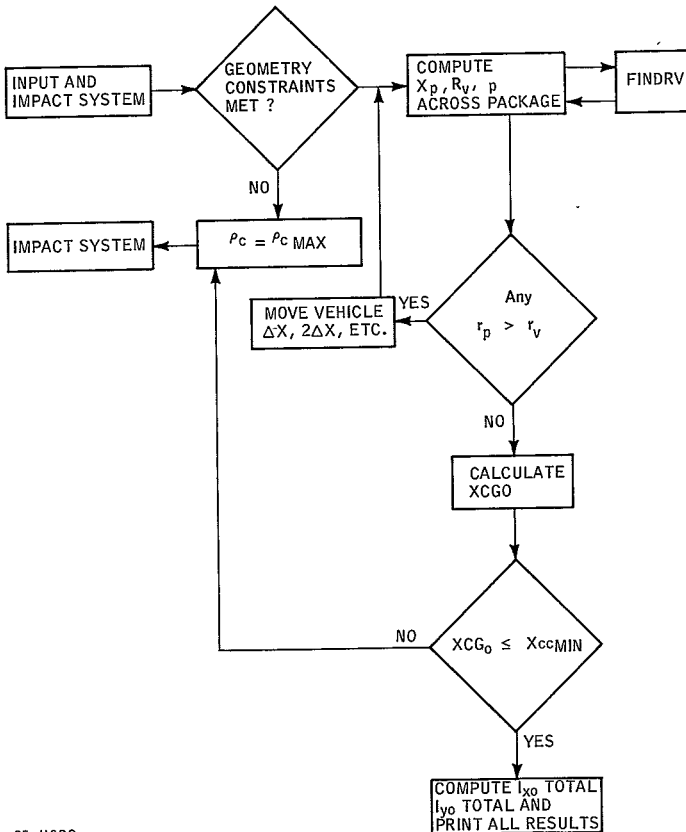 INPUT AND
IMPACT SYSTEM
GEOMETRY
CONSTRAINTS
MET ?
COMPUTE
Xp, Rv, p
ACROSS PACKAGE
FINDRV
NO
IMPACT SYSTEM
ρc = ρc MAX
MOVE VEHICLE
ΔX, 2ΔX, ETC.
YES
Any
rp > rv
NO
CALCULATE
XCGO
NO
XCGo ≤ XccMIN
YES
COMPUTE Ixo TOTAL
Iyo TOTAL AND
PRINT ALL RESULTS